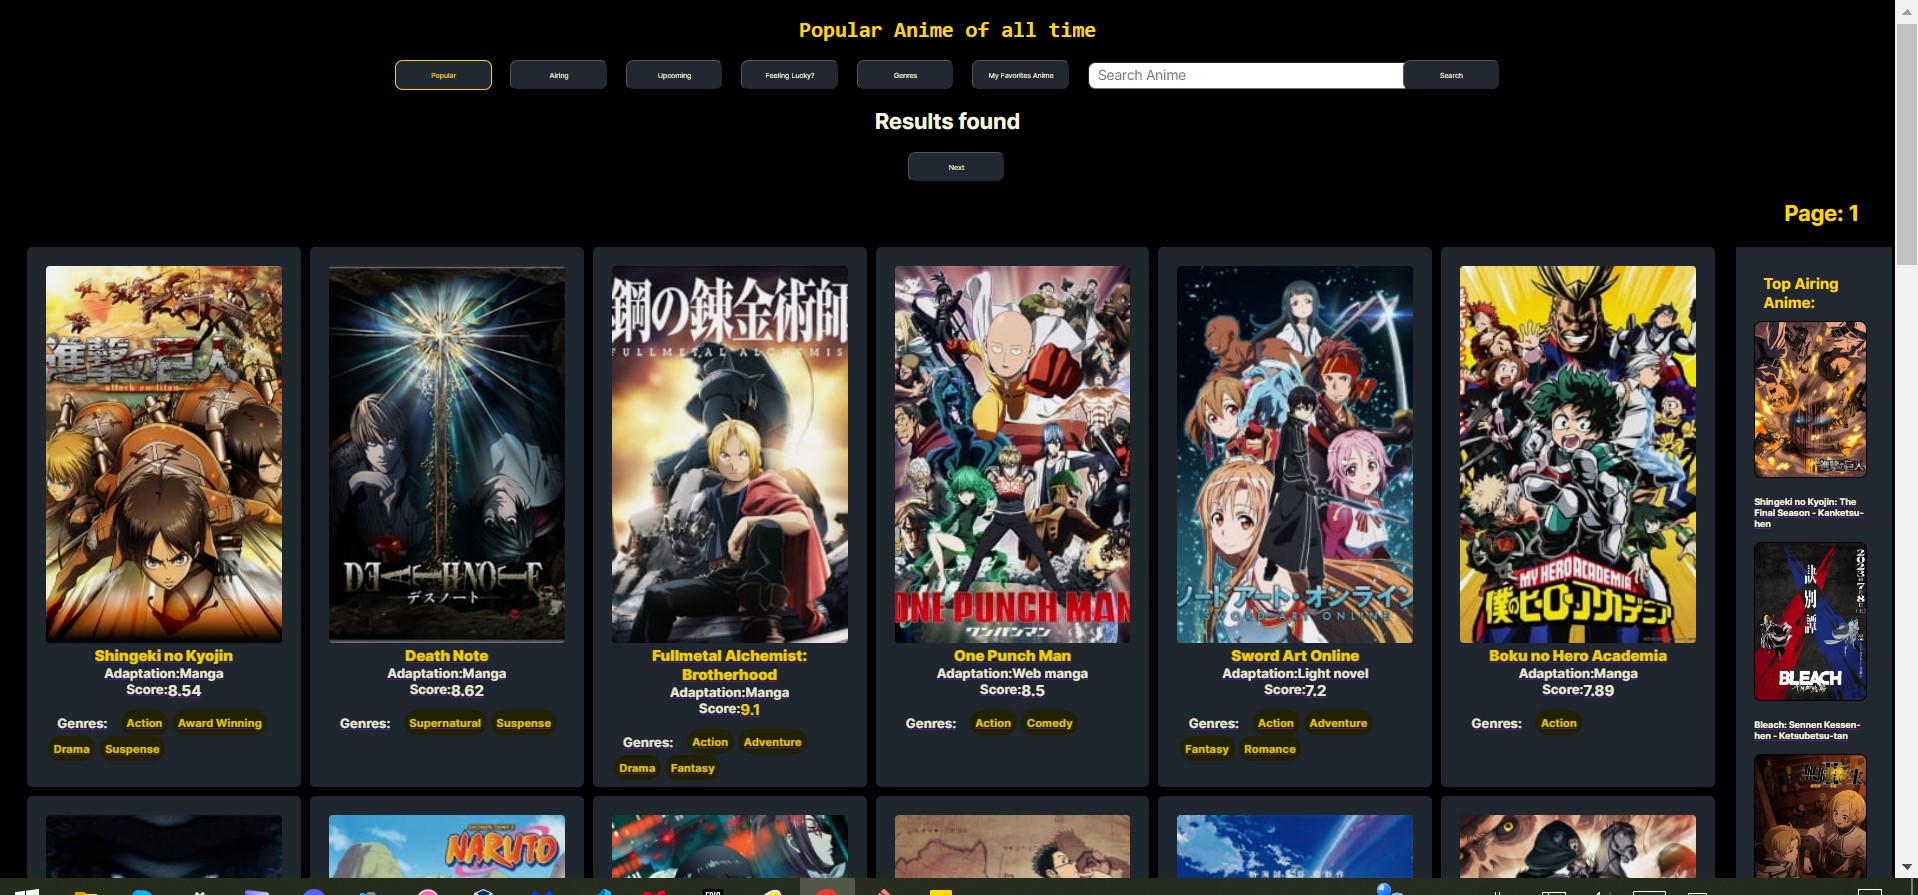 Popular Anime of all time
Popular
Airing
Upcoming
Feeling Lucky?
Genres
My Favorites Anime
Search Anime
Search
Results found
Next
Page: 1
進撃の巨人
attack on titan
Shingeki no Kyojin
Adaptation:Manga
Score:8.54
Genres: Action Award Winning
Drama Suspense
DEATH NOTE
デスノート
Death Note
Adaptation:Manga
Score:8.62
Genres: Supernatural Suspense
鋼の錬金術師
FULLMETAL ALCHEMIS
Fullmetal Alchemist:
Brotherhood
Adaptation:Manga
Score:9.1
Genres: Action Adventure
Drama Fantasy
ONE PUNCH MAN
ワンパンマン
One Punch Man
Adaptation:Web manga
Score:8.5
Genres: Action Comedy
ソードアート・オンライン
SWORD ART ONLINE
Sword Art Online
Adaptation:Light novel
Score:7.2
Genres: Action Adventure
Fantasy Romance
MY HERO ACADEMIA
僕のヒーローアカデミア
Boku no Hero Academia
Adaptation:Manga
Score:7.89
Genres: Action
Top Airing
Anime:
進撃の巨人
Shingeki no Kyojin: The
Final Season - Kanketsu-
hen
訣別譚
BLEACH
Bleach: Sennen Kessen-
hen - Ketsubetsu-tan
NARUTO
EPIC